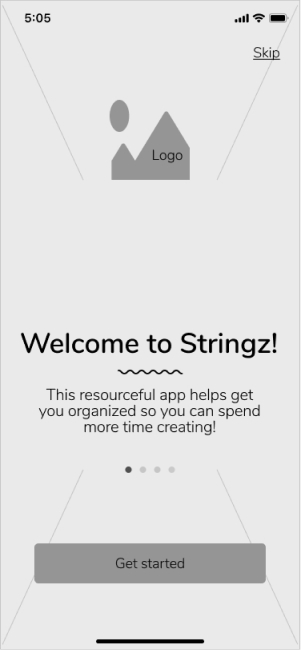 5:05
Skip
Logo
Welcome to Stringz!
This resourceful app helps get
you organized so you can spend
more time creating!
Get started